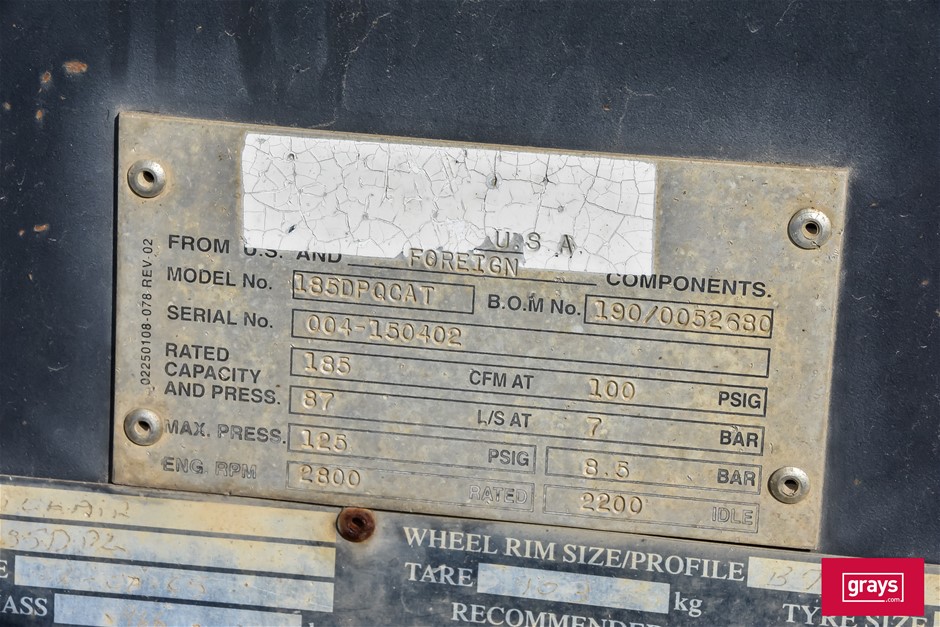 U.S A
FROM U.S. AND FOREIGN COMPONENTS.
MODEL No. 185DPQCAT B.O.M No. 190/0052680
SERIAL No. 004-150402
RATED
CAPACITY
AND PRESS.
185 CFM AT 100 PSIG
87 L/S AT 7 BAR
MAX. PRESS. 125 PSIG 8.5 BAR
ENG. RPM 2800 RATED 2200 IDLE
02250108-078 REV 02
WHEEL RIM SIZE/PROFILE
TARE kg
RECOMMENDED
TYRE SIZE
grays
.com